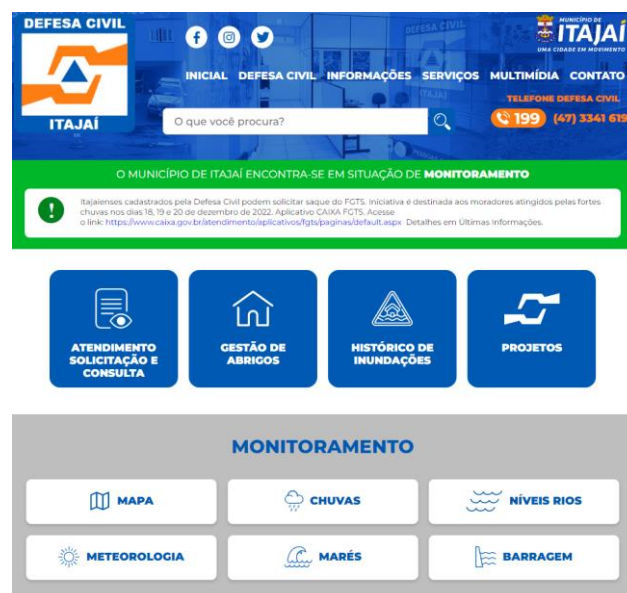 DEFESA CIVIL
ITAJAÍ
MUNICÍPIO DE
ITAJAÍ
UMA CIDADE EM MOVIMENTO
INICIAL DEFESA CIVIL INFORMAÇÕES SERVIÇOS MULTIMÍDIA CONTATO
TELEFONE DEFESA CIVIL
O que você procura?
199 (47) 3341 619
O MUNICÍPIO DE ITAJAÍ ENCONTRA-SE EM SITUAÇÃO DE MONITORAMENTO
Itajaienses cadastrados pela Defesa Civil podem solicitar saque do FGTS. Iniciativa é destinada aos moradores atingidos pelas fortes
chuvas nos dias 18, 19 e 20 de dezembro de 2022. Aplicativo CAIXA FGTS. Acesse
o link: https://www.caixa.gov.br/atendimento/aplicativos/fgts/paginas/default.aspx Detalhes em Últimas Informações.
ATENDIMENTO
SOLICITAÇÃO E
CONSULTA
GESTÃO DE
ABRIGOS
HISTÓRICO DE
INUNDAÇÕES
PROJETOS
MONITORAMENTO
MAPA
CHUVAS
NÍVEIS RIOS
METEOROLOGIA
MARÉS
BARRAGEM